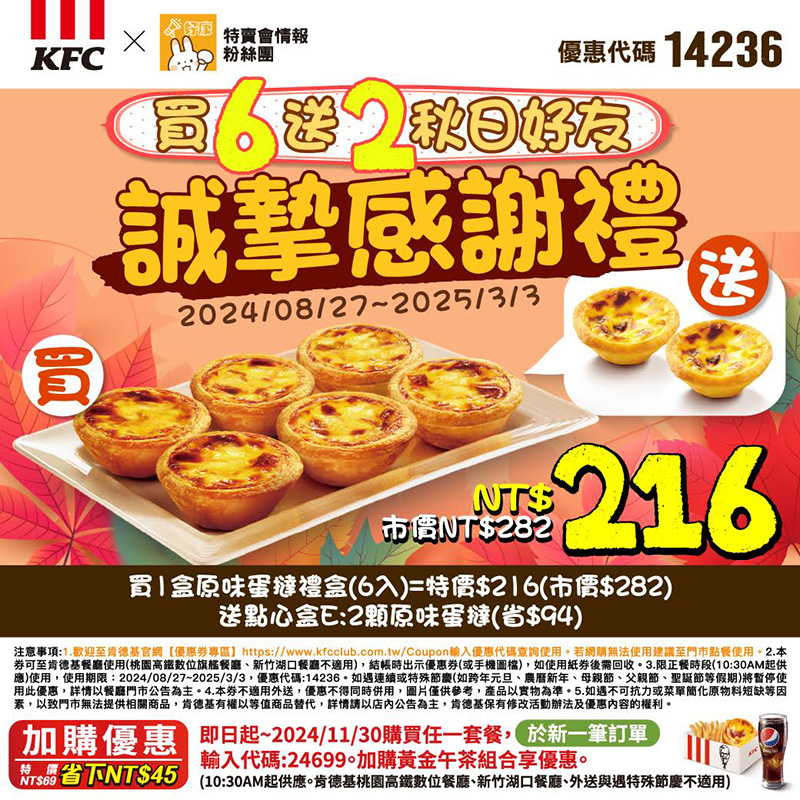 KFC
×
好康
特賣會情報
粉絲團
優惠代碼 14236
買6送2秋日好友
誠摯感謝禮
2024/08/27~2025/3/3
送
買
NT$216
市價NT$282
買1盒原味蛋撻禮盒(6入)=特價$216(市價$282)
送點心盒E:2顆原味蛋撻(省$94)
注意事項:1.歡迎至肯德基官網【優惠券專區】https://www.kfcclub.com.tw/Coupon輸入優惠代碼查詢使用。若網購無法使用建議至門市點餐使用。2.本
券可至肯德基餐廳使用(桃園高鐵數位旗艦餐廳、新竹湖口餐廳不適用)，結帳時出示優惠券(或手機圖檔)，如使用紙券後需回收。3.限正餐時段(10:30AM起供
應)使用，使用期限：2024/08/27~2025/3/3，優惠代碼:14236。如遇連續或特殊節慶(如跨年元旦、農曆新年、母親節、父親節、聖誕節等假期)將暫停使
用此優惠，詳情以餐廳門市公告為主。4.本券不適用外送，優惠不得同時併用，圖片僅供參考，產品以實物為準。5.如遇不可抗力或菜單簡化原物料短缺等因
素，以致門市無法提供相關商品，肯德基有權以等值商品替代，詳情請以店內公告為主，肯德基保有修改活動辦法及優惠內容的權利。
加購優惠
特價NT$69 省下NT$45
即日起~2024/11/30購買任一套餐，於新一筆訂單
輸入代碼:24699。加購黃金午茶組合享優惠。
(10:30AM起供應。肯德基桃園高鐵數位餐廳、新竹湖口餐廳、外送與遇特殊節慶不適用)
KFC
pepsi